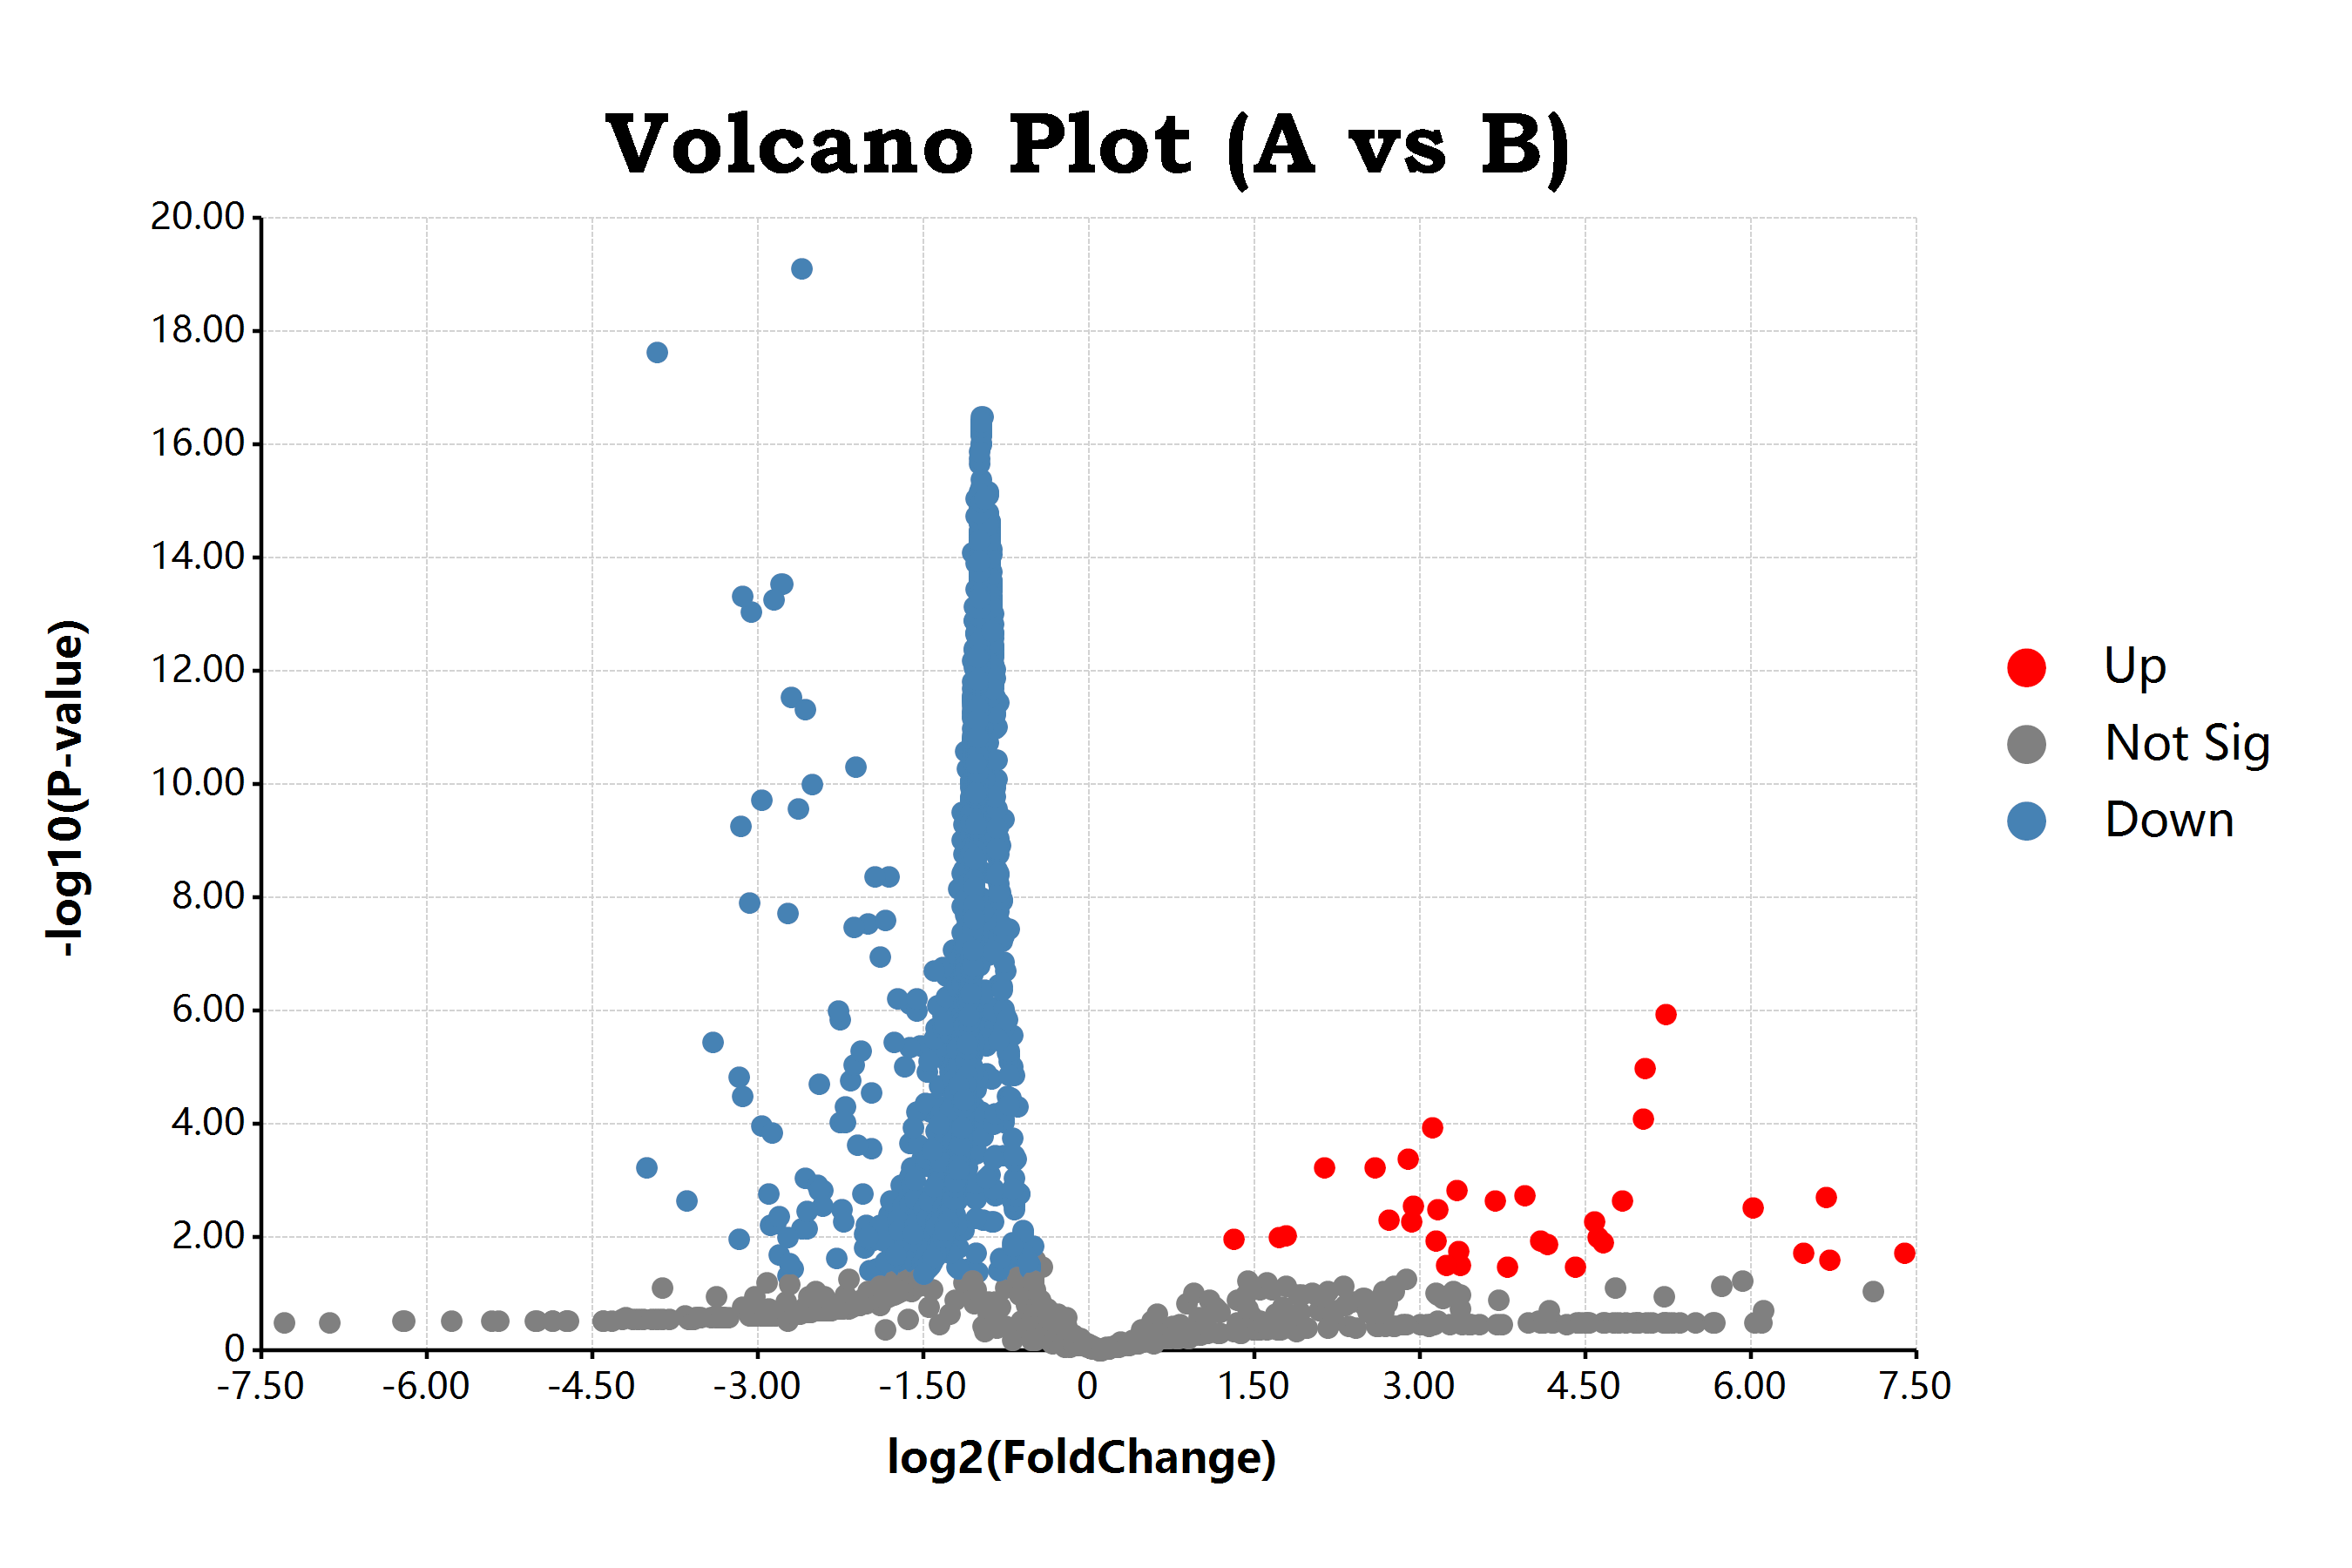 Volcano Plot (A vs B)
20.00
18.00
16.00
14.00
12.00
10.00
8.00
6.00
4.00
2.00
0
-log10(P-value)
-7.50 -6.00 -4.50 -3.00 -1.50 0 1.50 3.00 4.50 6.00 7.50
log2(FoldChange)
Up
Not Sig
Down